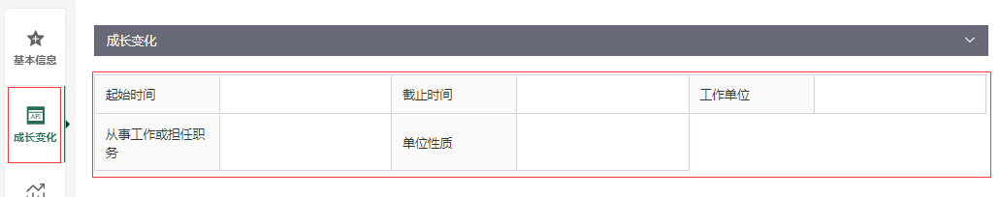 基本信息
API
成长变化
成长变化
起始时间
截止时间
工作单位
从事工作或担任职
务
单位性质